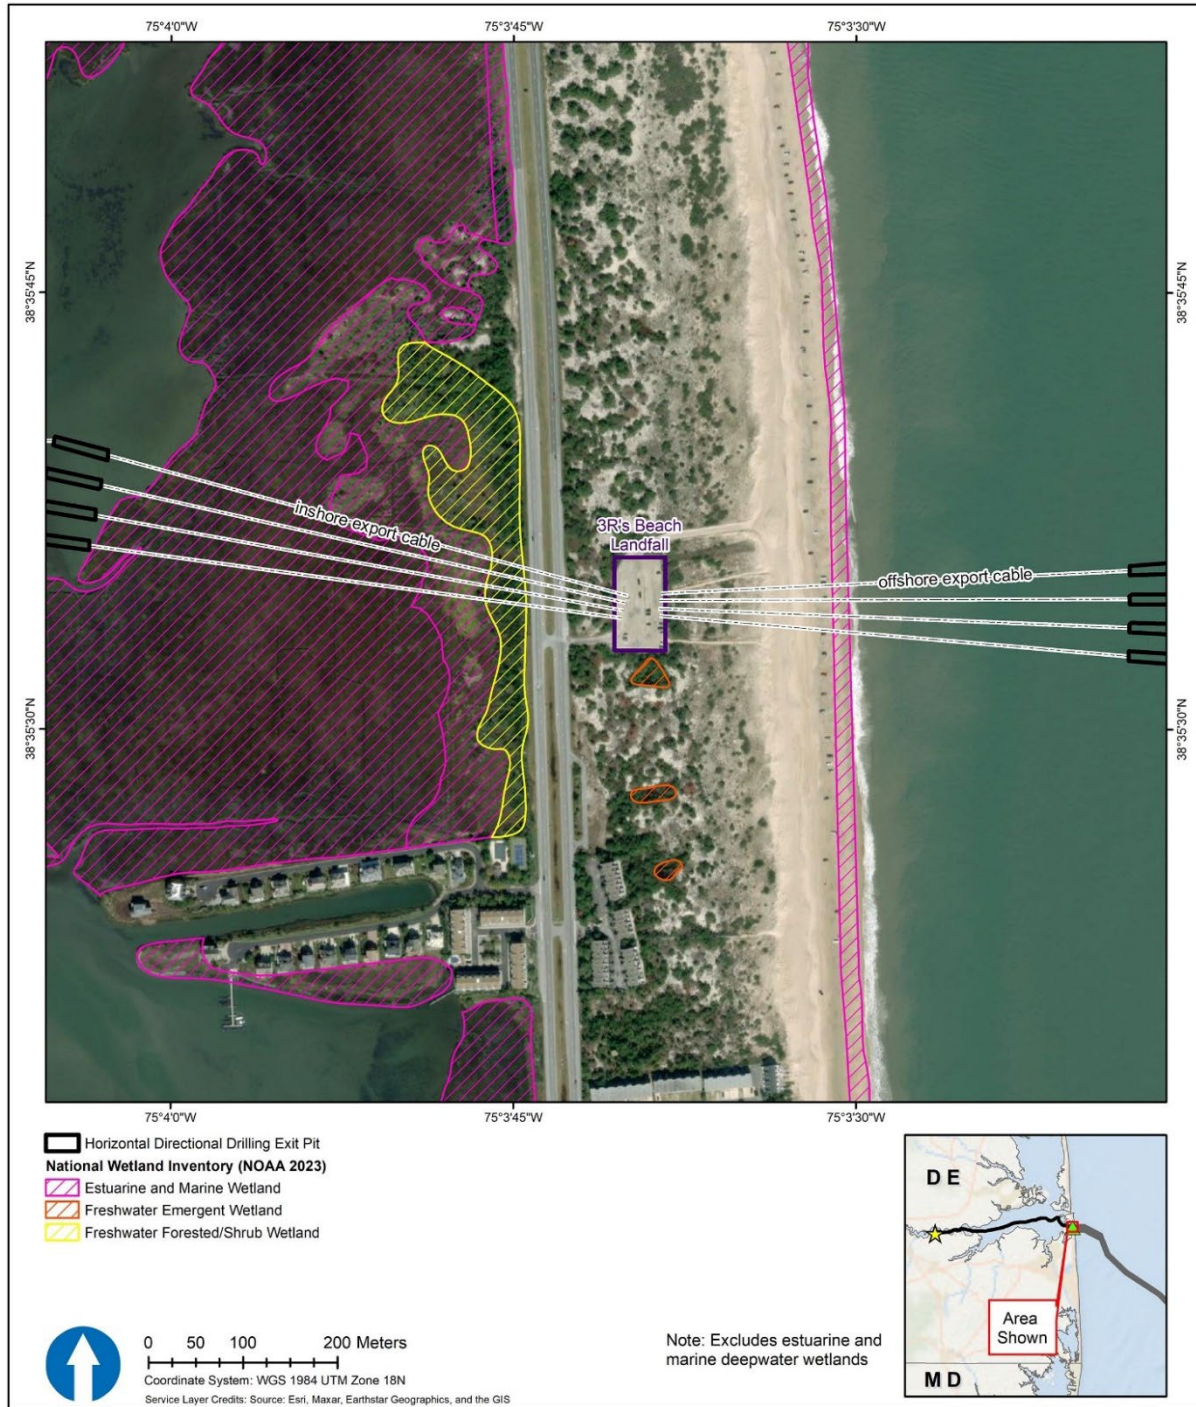 75°4'0"W
75°3'45"W
75°3'30"W
38°35'45"N
38°35'45"N
inshore export cable
3R's Beach
Landfall
offshore export cable
38°35'30"N
38°35'30"N
75°4'0"W
75°3'45"W
75°3'30"W
Horizontal Directional Drilling Exit Pit
National Wetland Inventory (NOAA 2023)
Estuarine and Marine Wetland
Freshwater Emergent Wetland
Freshwater Forested/Shrub Wetland
0 50 100 200 Meters
Coordinate System: WGS 1984 UTM Zone 18N
Service Layer Credits: Source: Esri, Maxar, Earthstar Geographics, and the GIS
Note: Excludes estuarine and
marine deepwater wetlands
D E
Area
Shown
M D